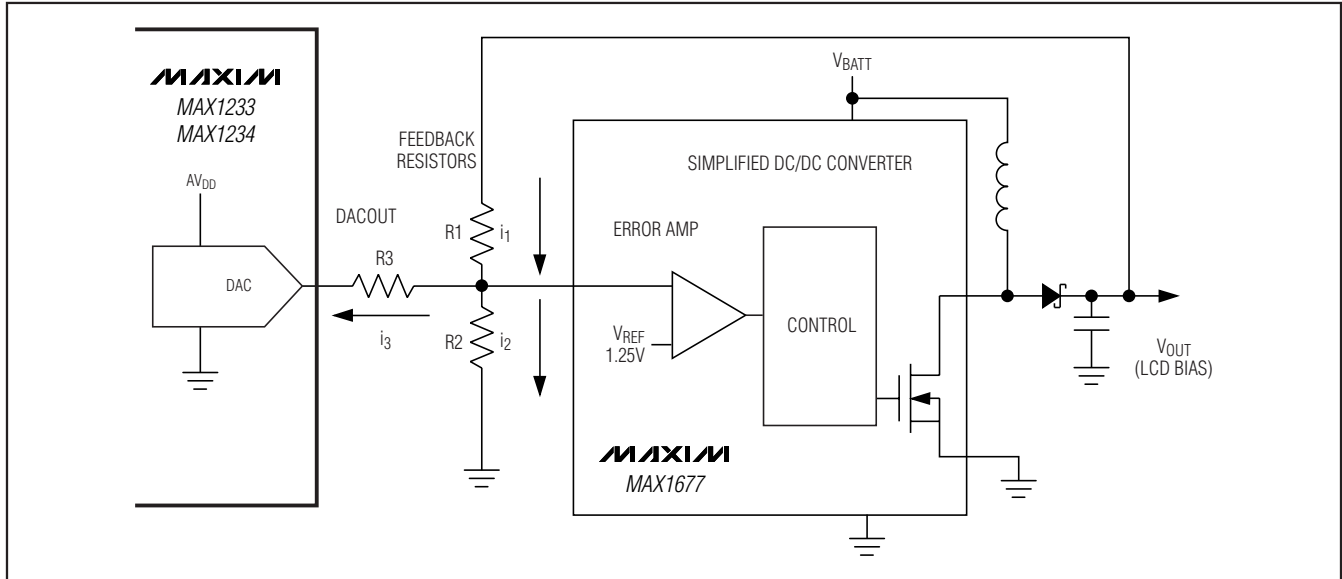 MAXIM
MAX1233
MAX1234
AVDD
DAC
DACOUT
R3
i3
FEEDBACK
RESISTORS
R1
i1
R2
i2
VBATT
SIMPLIFIED DC/DC CONVERTER
ERROR AMP
VREF
1.25V
CONTROL
MAXIM
MAX1677
VOUT
(LCD BIAS)